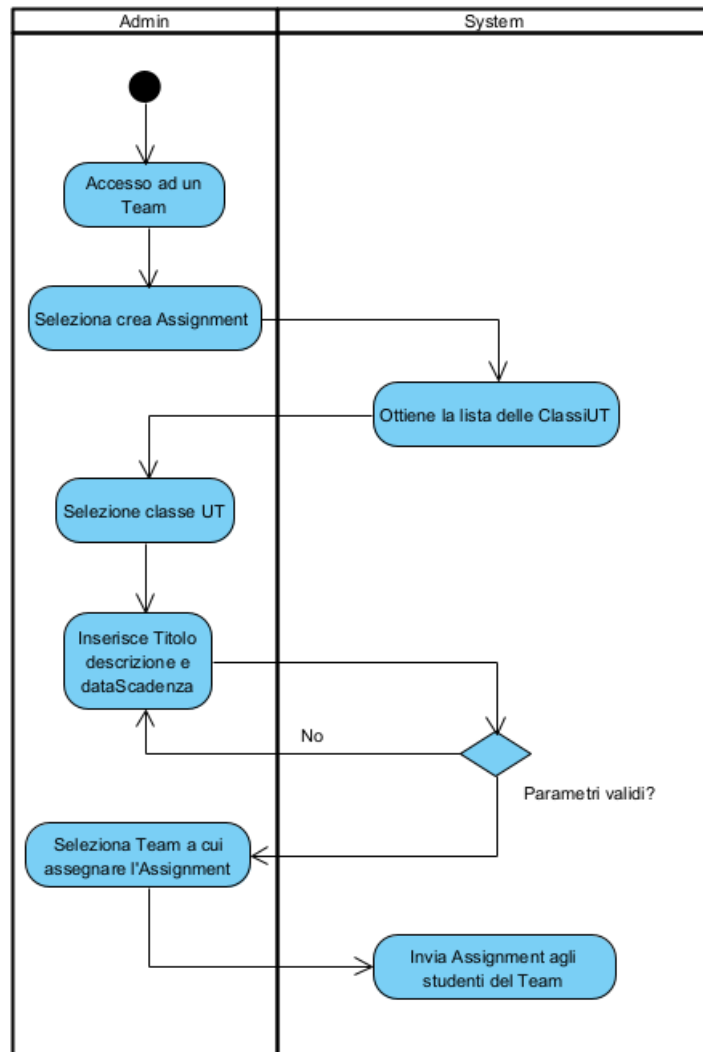 Admin
System
Accesso ad un
Team
Seleziona crea Assignment
Ottiene la lista delle ClassiUT
Selezione classe UT
Inserisce Titolo
descrizione e
dataScadenza
No
Parametri validi?
Seleziona Team a cui
assegnare l'Assignment
Invia Assignment agli
studenti del Team